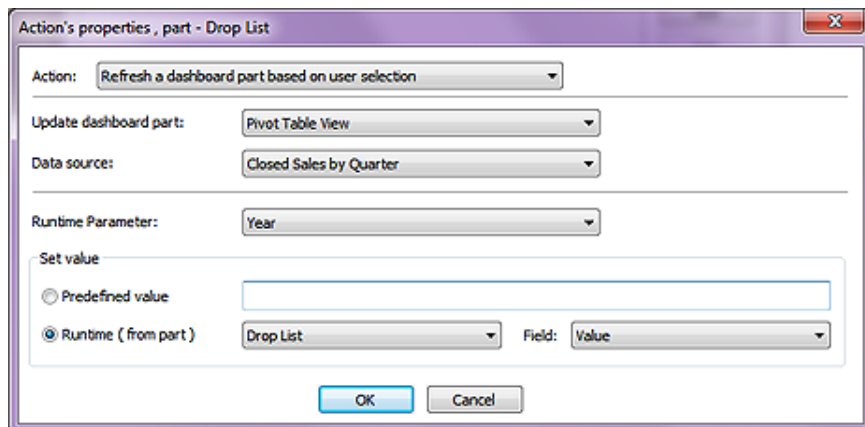 Action's properties , part - Drop List
Action: Refresh a dashboard part based on user selection
Update dashboard part: Pivot Table View
Data source: Closed Sales by Quarter
Runtime Parameter: Year
Set value
Predefined value
Runtime ( from part ) Drop List Field: Value
OK Cancel